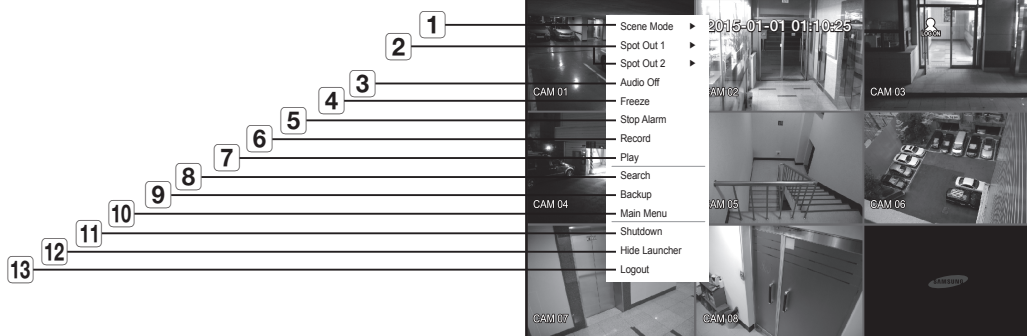 1
2
3
4
5
6
7
8
9
10
11
12
13
Scene Mode
Spot Out 1
Spot Out 2
Audio Off
Freeze
Stop Alarm
Record
Play
Search
Backup
Main Menu
Shutdown
Hide Launcher
Logout
2015-01-01 01:10:25
LOG ON
CAM 01
CAM 02
CAM 03
CAM 04
CAM 05
CAM 06
CAM 07
CAM 08
SAMSUNG